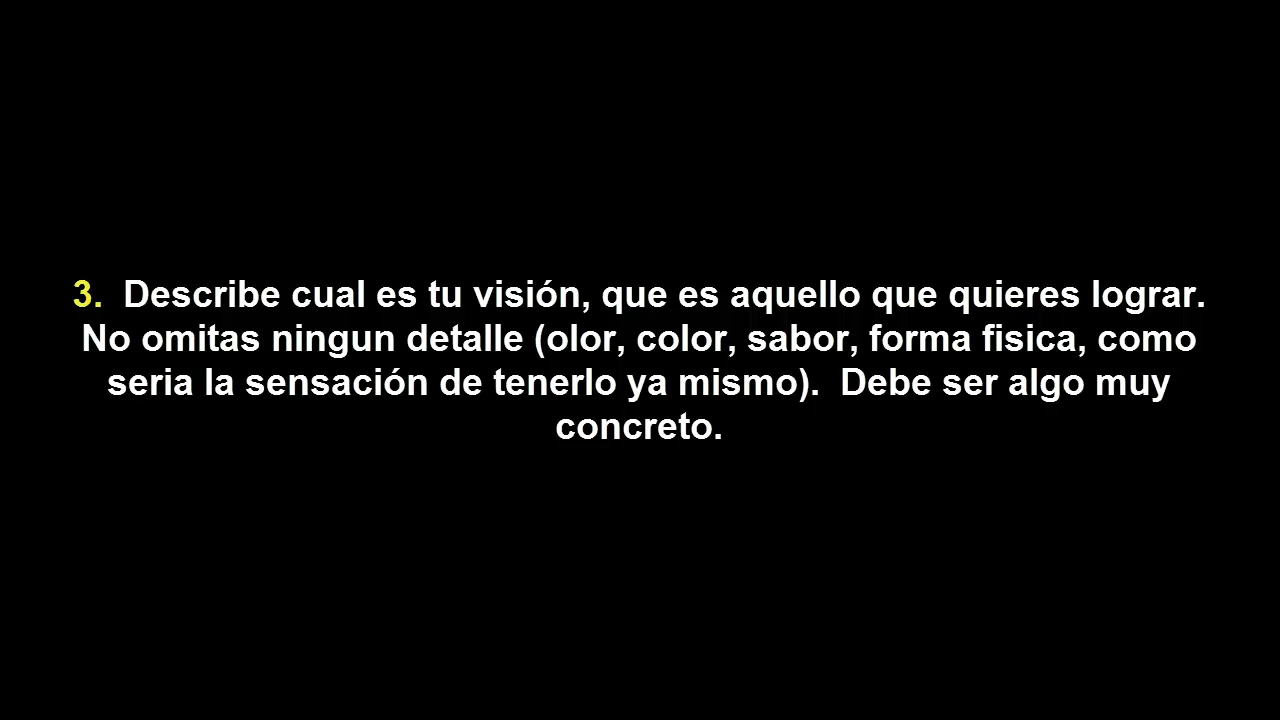 3. Describe cual es tu visión, que es aquello que quieres lograr.
No omitas ningun detalle (olor, color, sabor, forma fisica, como
seria la sensación de tenerlo ya mismo). Debe ser algo muy
concreto.